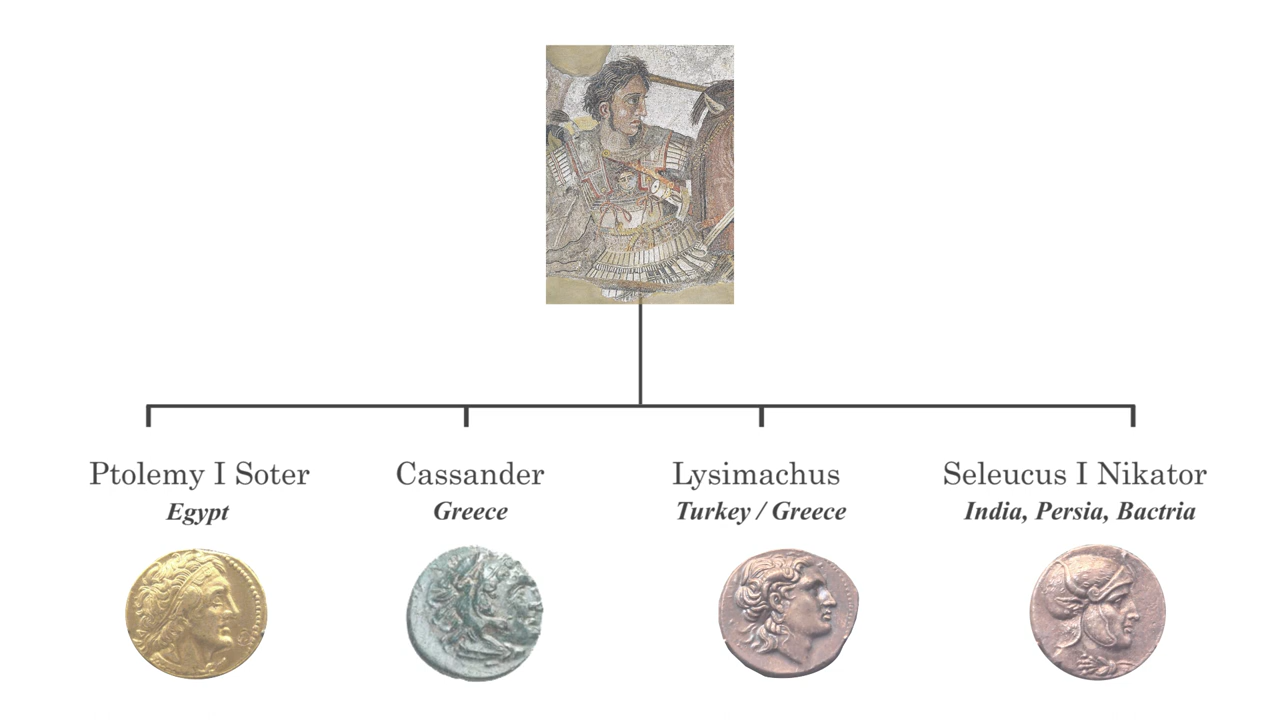 Ptolemy I Soter
Egypt
Cassander
Greece
Lysimachus
Turkey / Greece
Seleucus I Nikator
India, Persia, Bactria